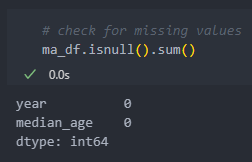 # check for missing values
ma_df.isnull().sum()
✓ 0.0s
year 0
median_age 0
dtype: int64